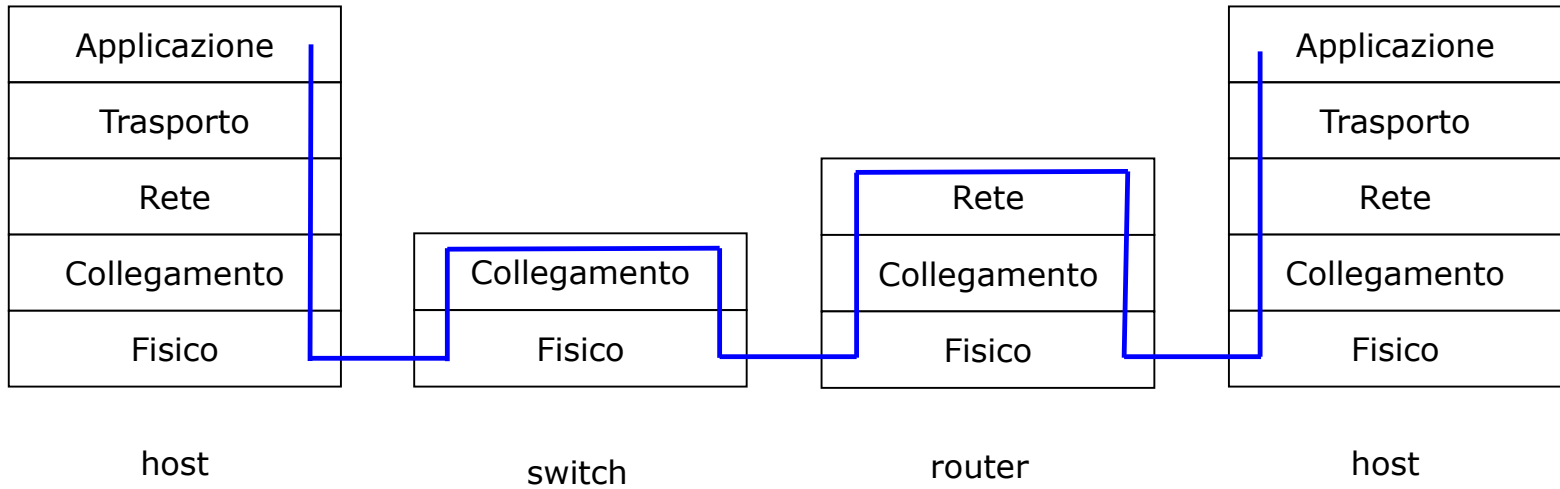 Applicazione
Trasporto
Rete
Collegamento
Fisico
host
Collegamento
Fisico
switch
Rete
Collegamento
Fisico
router
Applicazione
Trasporto
Rete
Collegamento
Fisico
host